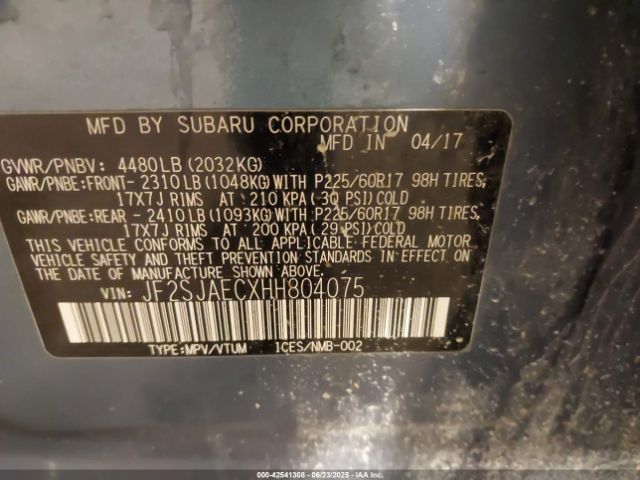 MFD BY SUBARU CORPORATION
MFD IN 04/17
GVWR/PNBV: 4480LB (2032KG)
GAWR/PNBE:FRONT- 2310LB(1048KG)WITH P225/60R17 98H TIRES,
17X7J RIMS AT 210 KPA(30 PSI)COLD
GAWR/PNBE:REAR - 2410LB(1093KG)WITH P225/60R17 98H TIRES,
17X7J RIMS AT 200 KPA(29 PSI)COLD
THIS VEHICLE CONFORMS TO ALL APPLICABLE FEDERAL MOTOR
VEHICLE SAFETY AND THEFT PREVENTION STANDARDS IN EFFECT ON
THE DATE OF MANUFACTURE SHOWN ABOVE.
VIN: JF2SJAECXHH804075
TYPE:MPV/VTUM ICES/NMB-002
000-42541308 - 06/23/2025 - © IAA, Inc.